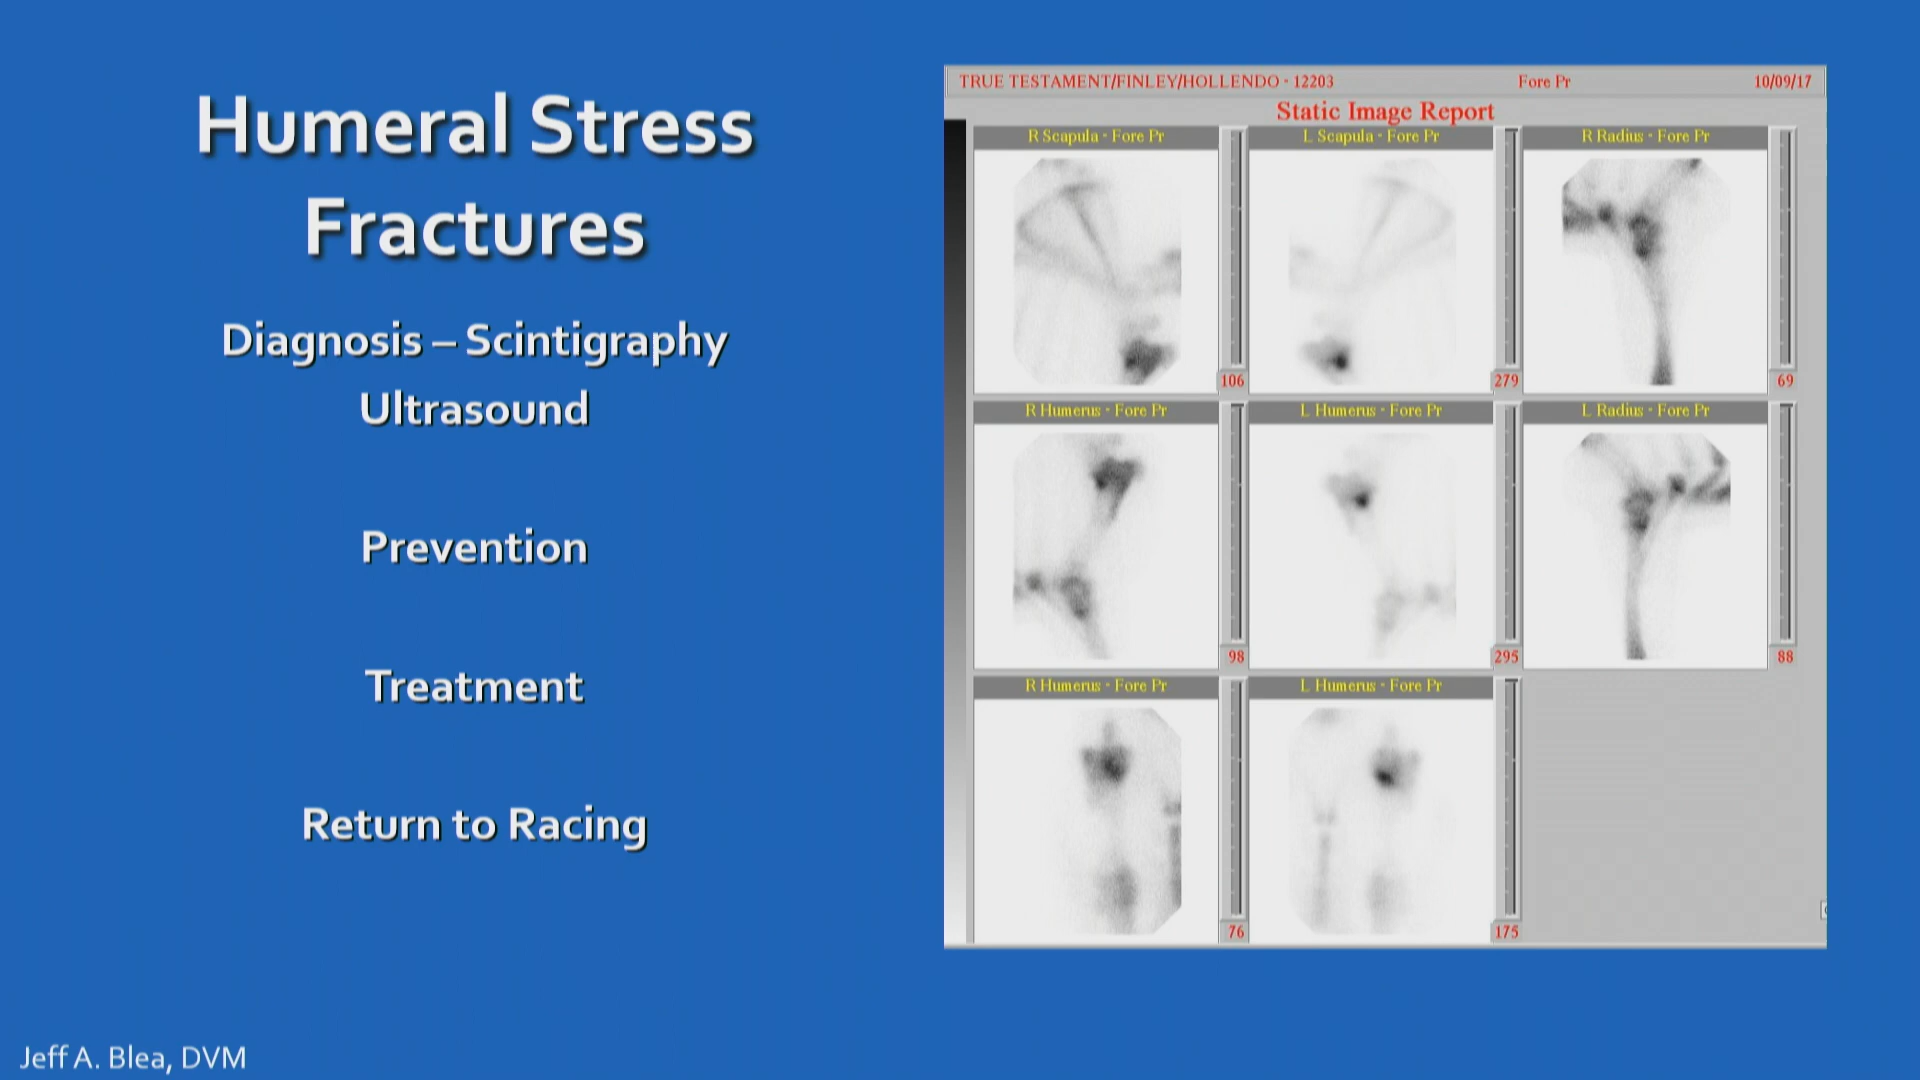 Humeral Stress
Fractures
Diagnosis – Scintigraphy
Ultrasound
Prevention
Treatment
Return to Racing
Jeff A. Blea, DVM
TRUE TESTAMENT/FINLEY/HOLLENDO - 12203 Fore Pr 10/09/17
Static Image Report
R Scapula - Fore Pr L Scapula - Fore Pr R Radius - Fore Pr
106 279 69
R Humerus - Fore Pr L Humerus - Fore Pr L Radius - Fore Pr
98 295 88
R Humerus - Fore Pr L Humerus - Fore Pr
76 175